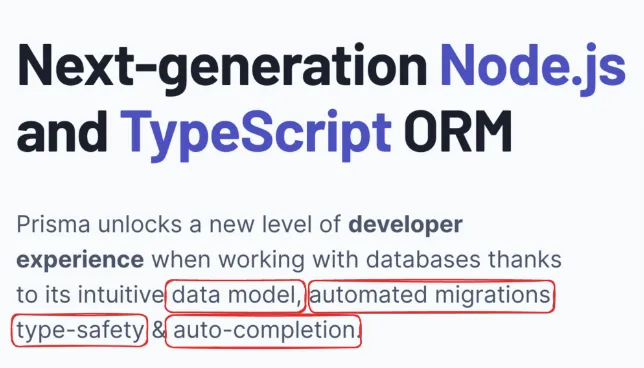 Next-generation Node.js
and TypeScript ORM
Prisma unlocks a new level of developer
experience when working with databases thanks
to its intuitive data model, automated migrations
type-safety & auto-completion.